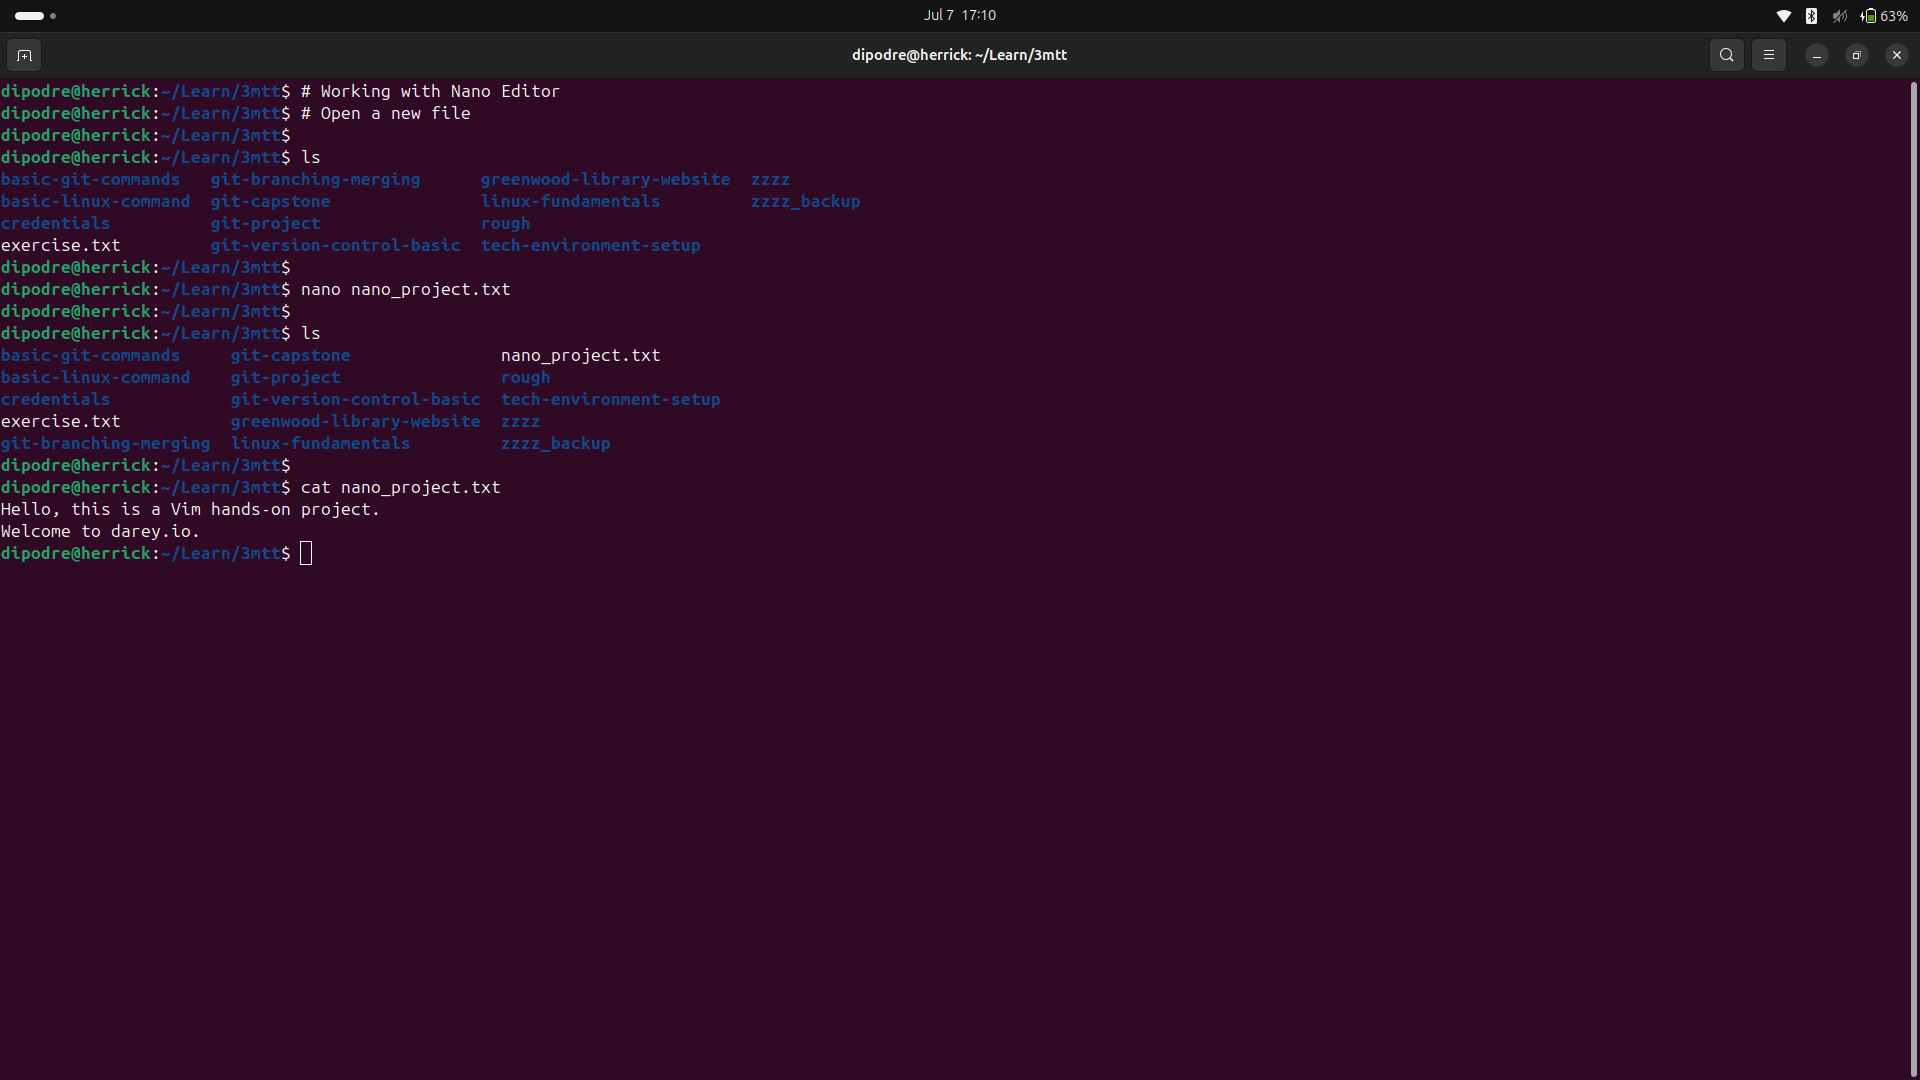 Jul 7 17:10
63%
dipodre@herrick: ~/Learn/3mtt
dipodre@herrick:~/Learn/3mtt$ # Working with Nano Editor
dipodre@herrick:~/Learn/3mtt$ # Open a new file
dipodre@herrick:~/Learn/3mtt$
dipodre@herrick:~/Learn/3mtt$ ls
basic-git-commands git-branching-merging greenwood-library-website zzzz
basic-linux-command git-capstone linux-fundamentals zzzz_backup
credentials git-project rough
exercise.txt git-version-control-basic tech-environment-setup
dipodre@herrick:~/Learn/3mtt$
dipodre@herrick:~/Learn/3mtt$ nano nano_project.txt
dipodre@herrick:~/Learn/3mtt$
dipodre@herrick:~/Learn/3mtt$ ls
basic-git-commands git-capstone nano_project.txt
basic-linux-command git-project rough
credentials git-version-control-basic tech-environment-setup
exercise.txt greenwood-library-website zzzz
git-branching-merging linux-fundamentals zzzz_backup
dipodre@herrick:~/Learn/3mtt$
dipodre@herrick:~/Learn/3mtt$ cat nano_project.txt
Hello, this is a Vim hands-on project.
Welcome to darey.io.
dipodre@herrick:~/Learn/3mtt$